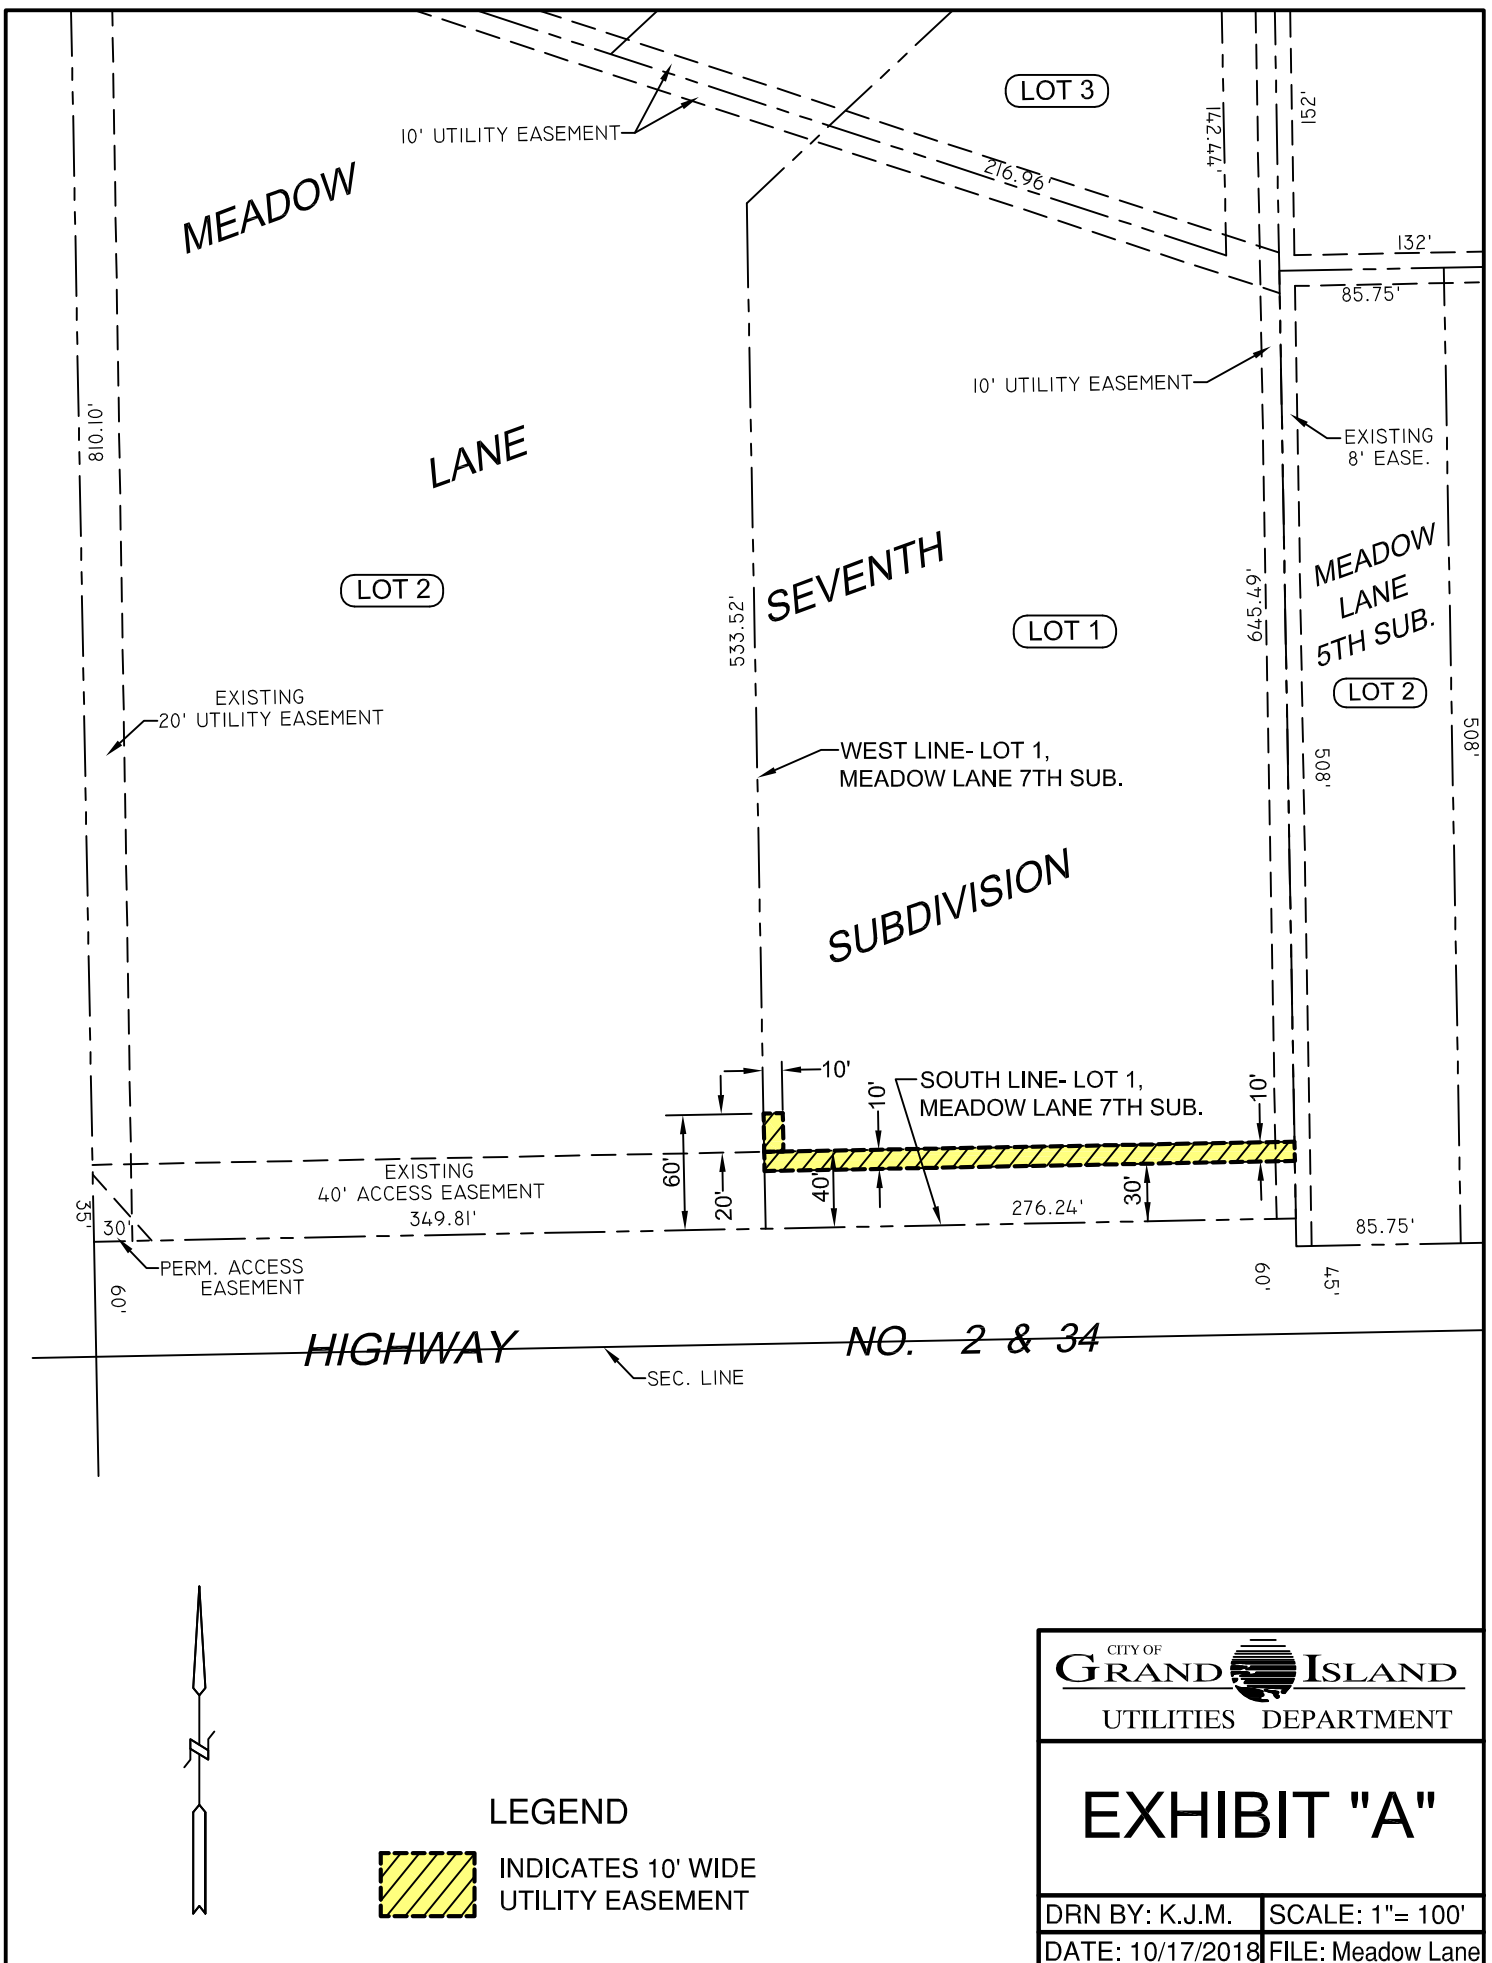 LOT 3
10' UTILITY EASEMENT
142.44'
152'
216.96'
MEADOW
132'
85.75'
10' UTILITY EASEMENT
810.10'
EXISTING
8' EASE.
LANE
SEVENTH
MEADOW
LANE
5TH SUB.
LOT 2
533.52'
LOT 1
645.49'
LOT 2
EXISTING
20' UTILITY EASEMENT
508'
508'
WEST LINE- LOT 1,
MEADOW LANE 7TH SUB.
SUBDIVISION
10'
10'
SOUTH LINE- LOT 1,
MEADOW LANE 7TH SUB.
10'
EXISTING
40' ACCESS EASEMENT
349.81'
60'
20'
40'
30'
276.24'
35'
30'
85.75'
PERM. ACCESS
EASEMENT
60'
60'
45'
HIGHWAY NO. 2 & 34
SEC. LINE
CITY OF
GRAND ISLAND
UTILITIES DEPARTMENT
EXHIBIT "A"
LEGEND
INDICATES 10' WIDE
UTILITY EASEMENT
DRN BY: K.J.M.
SCALE: 1"= 100'
DATE: 10/17/2018
FILE: Meadow Lane